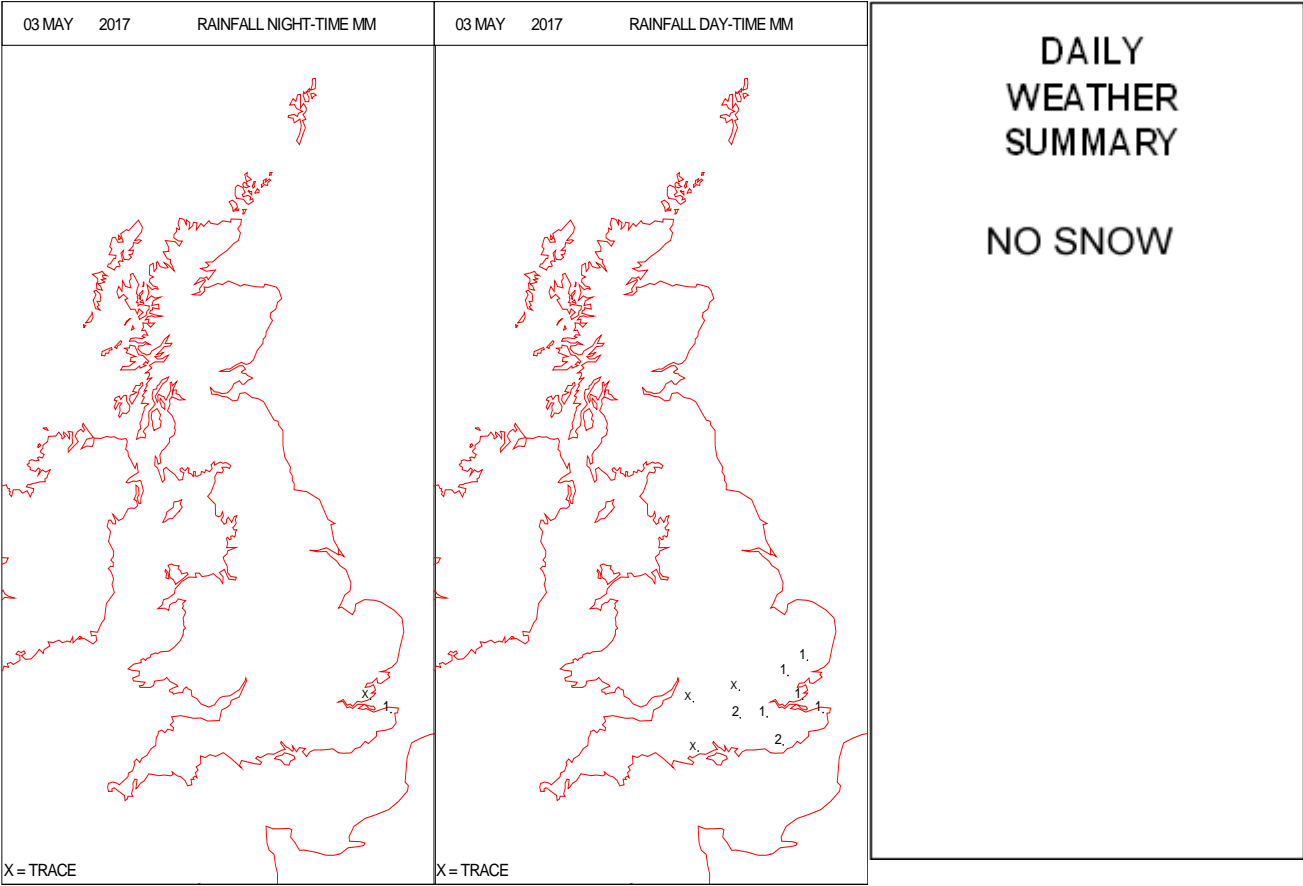 03 MAY 2017 RAINFALL NIGHT-TIME MM
X.
1.
X = TRACE
03 MAY 2017 RAINFALL DAY-TIME MM
1.
1.
X.
X.
1.
2.
1.
1.
2.
X.
X = TRACE
DAILY
WEATHER
SUMMARY
NO SNOW